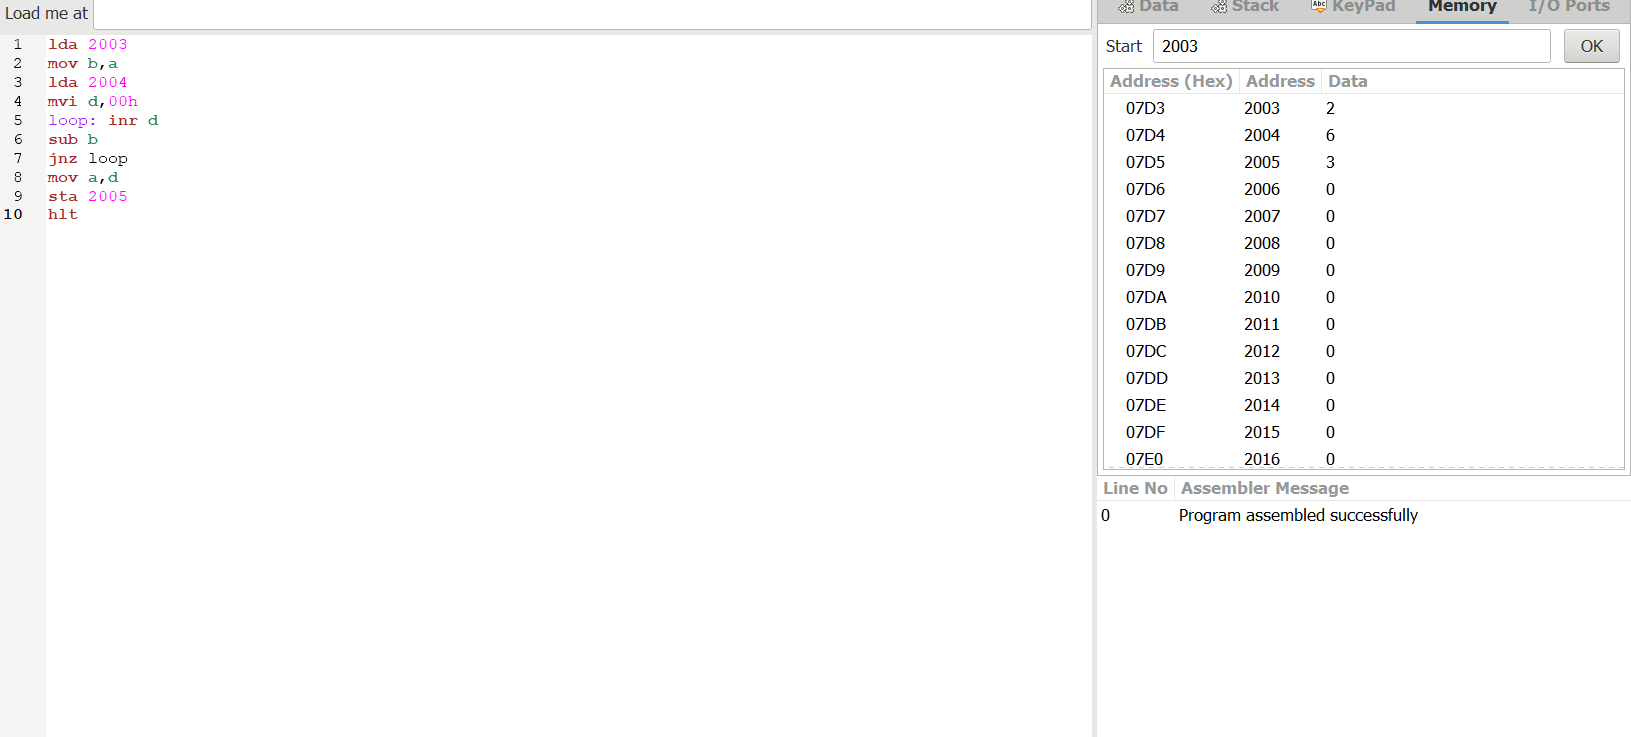 Load me at
1 lda 2003
2 mov b,a
3 lda 2004
4 mvi d,00h
5 loop: inr d
6 sub b
7 jnz loop
8 mov a,d
9 sta 2005
10 hlt
Data Stack Abc KeyPad Memory I/O Ports
Start 2003 OK
Address (Hex) Address Data
07D3 2003 2
07D4 2004 6
07D5 2005 3
07D6 2006 0
07D7 2007 0
07D8 2008 0
07D9 2009 0
07DA 2010 0
07DB 2011 0
07DC 2012 0
07DD 2013 0
07DE 2014 0
07DF 2015 0
07E0 2016 0
Line No Assembler Message
0 Program assembled successfully